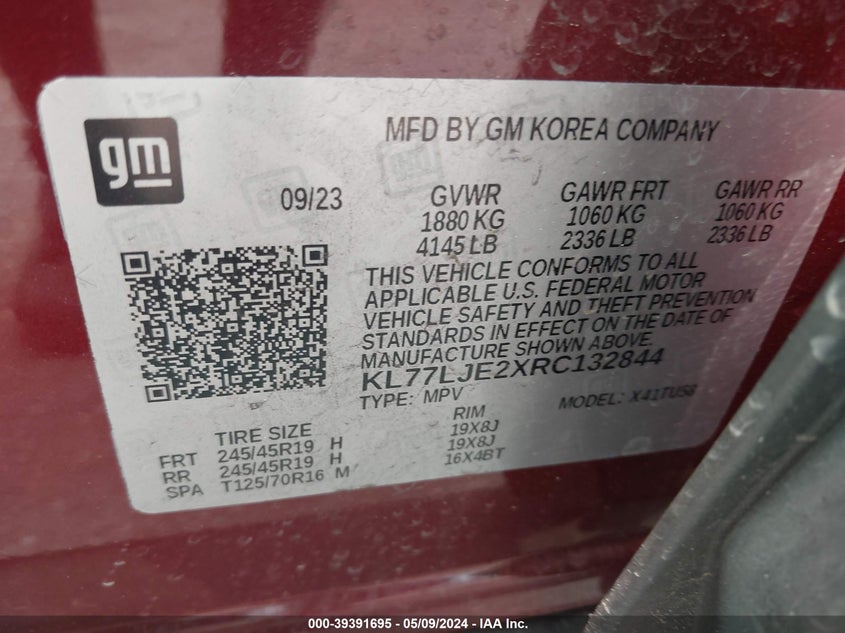 gm
MFD BY GM KOREA COMPANY
09/23
GVWR GAWR FRT GAWR RR
1880 KG 1060 KG 1060 KG
4145 LB 2336 LB 2336 LB
THIS VEHICLE CONFORMS TO ALL
APPLICABLE U.S. FEDERAL MOTOR
VEHICLE SAFETY AND THEFT PREVENTION
STANDARDS IN EFFECT ON THE DATE OF
MANUFACTURE SHOWN ABOVE.
KL77LJE2XRC132844
TYPE: MPV MODEL: X41TU58
TIRE SIZE RIM
FRT 245/45R19 H 19X8J
RR 245/45R19 H 19X8J
SPA T125/70R16 M 16X4BT
000-39391695 - 05/09/2024 - IAA Inc.